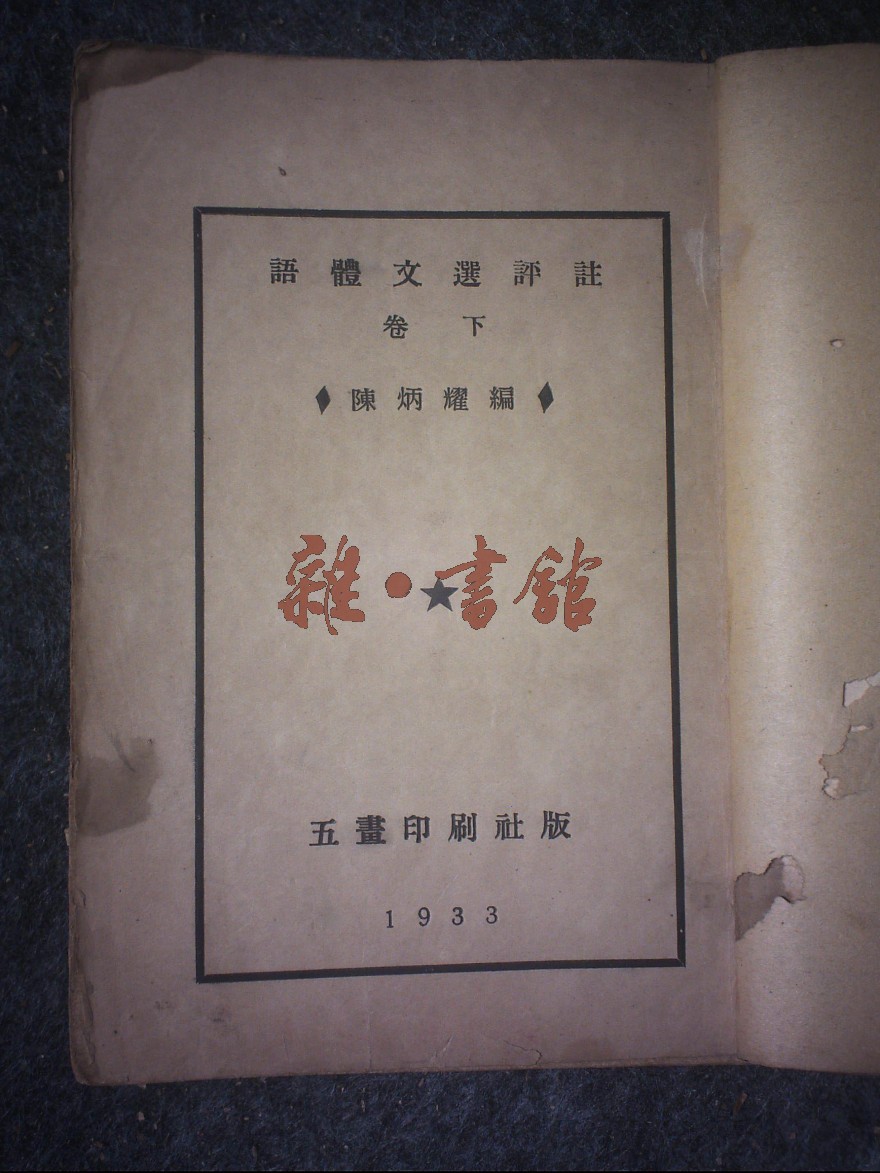 語體文選評註
卷下
陳炳耀編
雜·書館
五畫印刷社版
1933